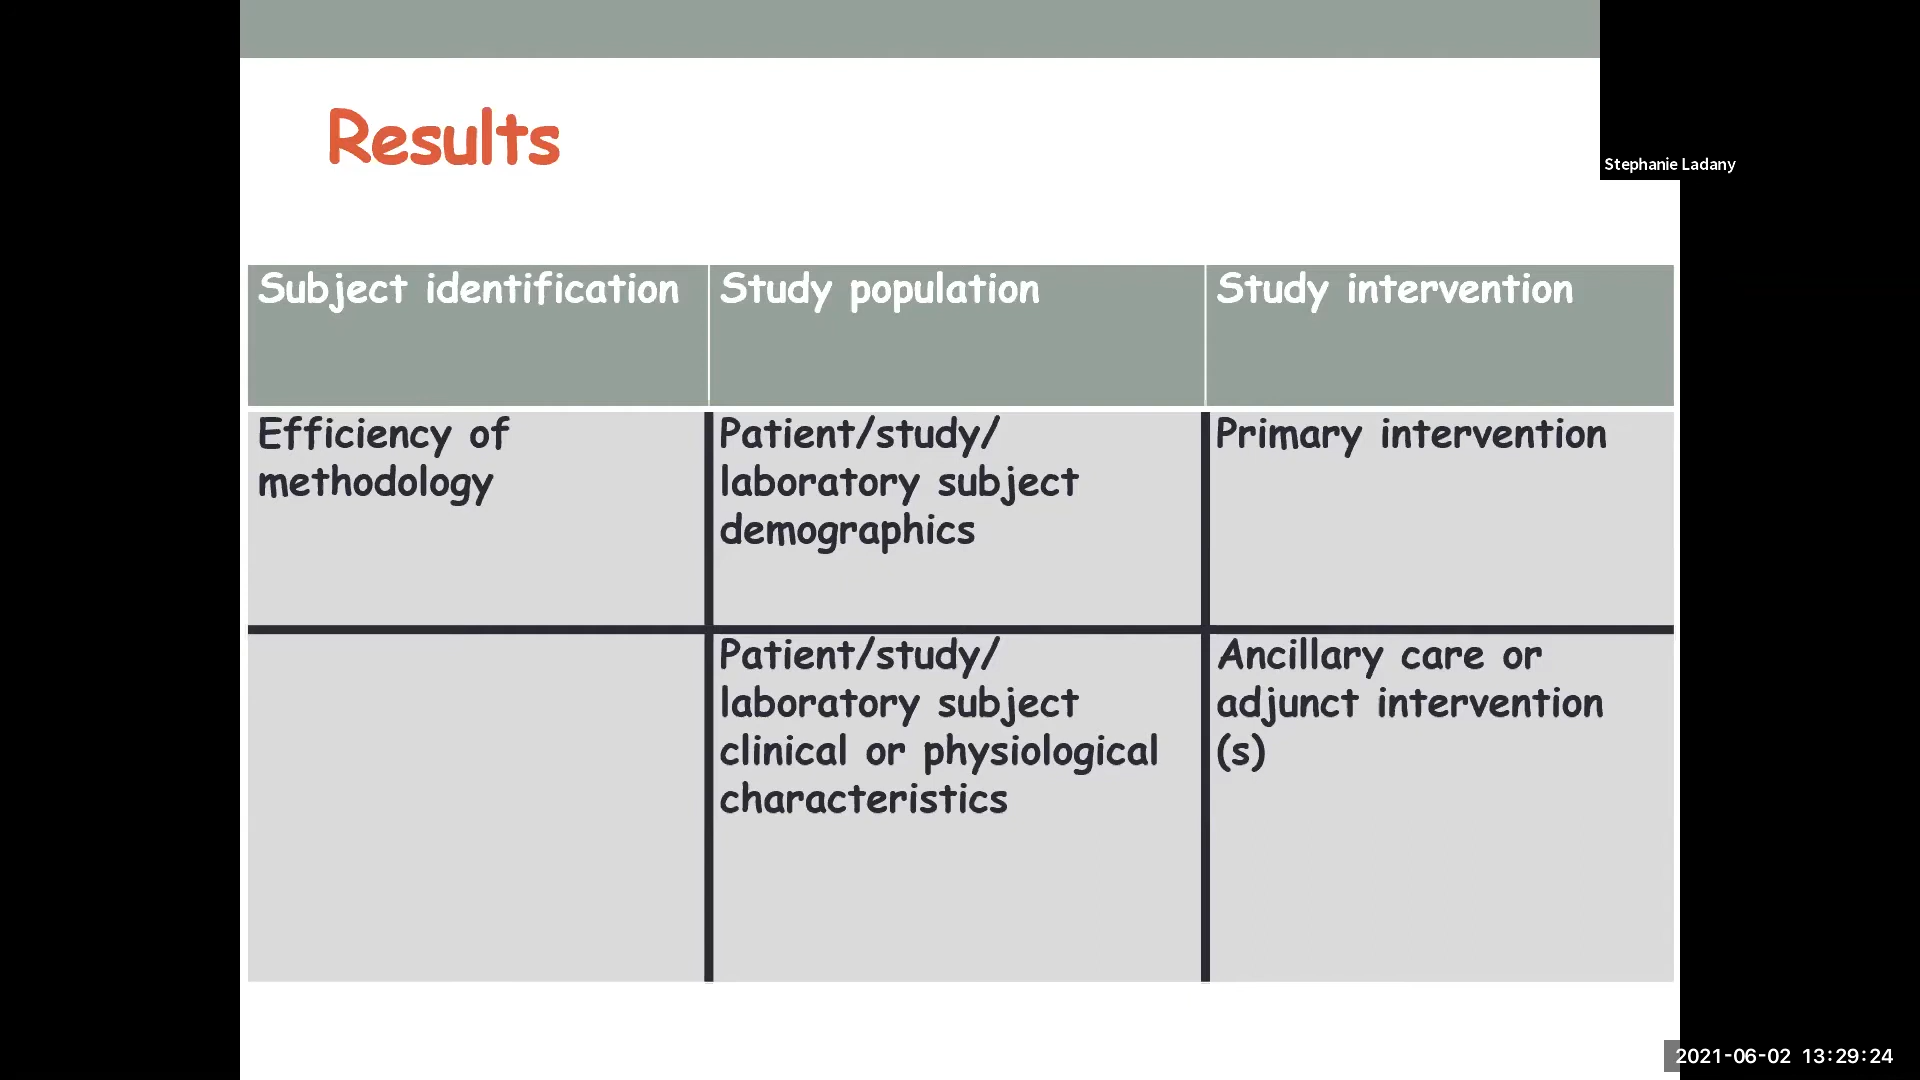 Results
Stephanie Ladany
Subject identification
Study population
Study intervention
Efficiency of
methodology
Patient/study/
laboratory subject
demographics
Primary intervention
Patient/study/
laboratory subject
clinical or physiological
characteristics
Ancillary care or
adjunct intervention
(s)
2021-06-02 13:29:24